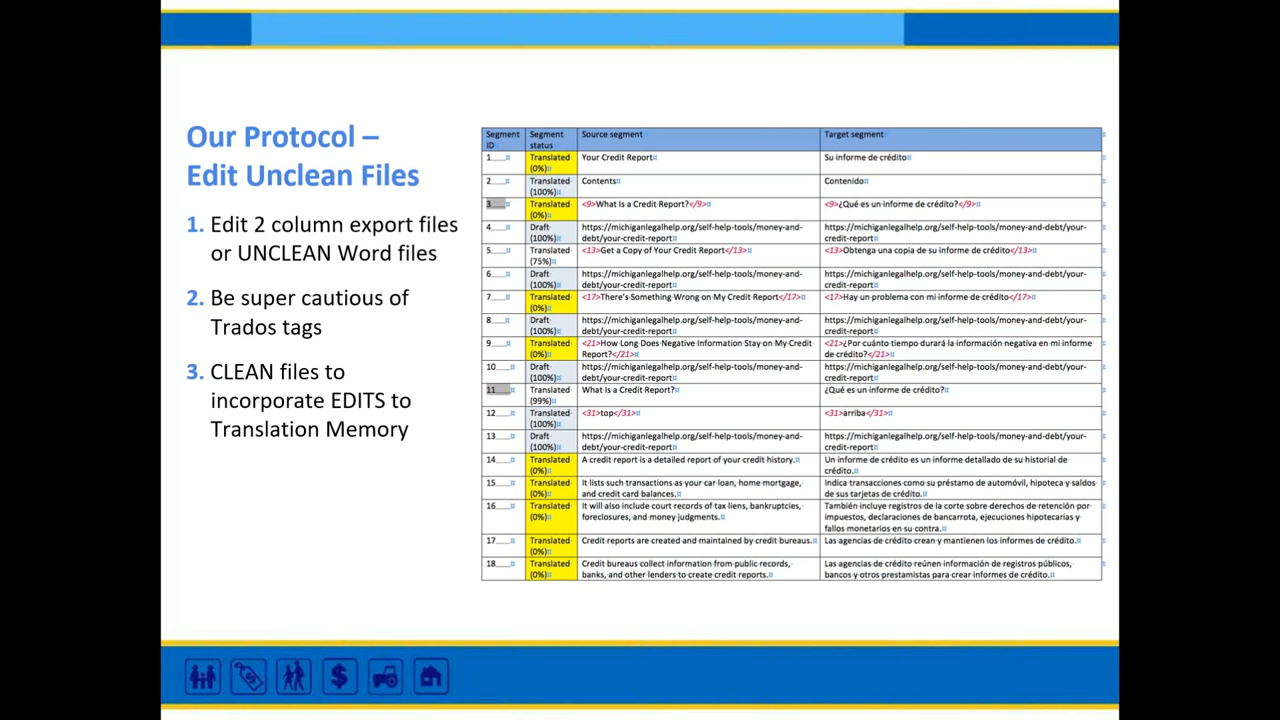 Our Protocol –
Edit Unclean Files
1. Edit 2 column export files
or UNCLEAN Word files
2. Be super cautious of
Trados tags
3. CLEAN files to
incorporate EDITS to
Translation Memory
Segment ID Segment status Source segment Target segment
1 Translated (0%) Your Credit Report Su informe de crédito
2 Translated (100%) Contents Contenido
3 Translated (0%) <9>What Is a Credit Report?</9> <9>¿Qué es un informe de crédito?</9>
4 Draft (100%) https://michiganlegalhelp.org/self-help-tools/money-and-debt/your-credit-report https://michiganlegalhelp.org/self-help-tools/money-and-debt/your-credit-report
5 Translated (75%) <13>Get a Copy of Your Credit Report</13> <13>Obtenga una copia de su informe de crédito</13>
6 Draft (100%) https://michiganlegalhelp.org/self-help-tools/money-and-debt/your-credit-report https://michiganlegalhelp.org/self-help-tools/money-and-debt/your-credit-report
7 Translated (0%) <17>There's Something Wrong on My Credit Report</17> <17>Hay un problema con mi informe de crédito</17>
8 Draft (100%) https://michiganlegalhelp.org/self-help-tools/money-and-debt/your-credit-report https://michiganlegalhelp.org/self-help-tools/money-and-debt/your-credit-report
9 Translated (0%) <21>How Long Does Negative Information Stay on My Credit Report?</21> <21>¿Por cuánto tiempo durará la información negativa en mi informe de crédito?</21>
10 Draft (100%) https://michiganlegalhelp.org/self-help-tools/money-and-debt/your-credit-report https://michiganlegalhelp.org/self-help-tools/money-and-debt/your-credit-report
11 Translated (99%) What Is a Credit Report? ¿Qué es un informe de crédito?
12 Translated (100%) <31>top</31> <31>arriba</31>
13 Draft (100%) https://michiganlegalhelp.org/self-help-tools/money-and-debt/your-credit-report https://michiganlegalhelp.org/self-help-tools/money-and-debt/your-credit-report
14 Translated (0%) A credit report is a detailed report of your credit history. Un informe de crédito es un informe detallado de su historial de crédito.
15 Translated (0%) It lists such transactions as your car loan, home mortgage, and credit card balances. Indica transacciones como su préstamo de automóvil, hipoteca y saldos de sus tarjetas de crédito.
16 Translated (0%) It will also include court records of tax liens, bankruptcies, foreclosures, and money judgments. También incluye registros de la corte sobre derechos de retención por impuestos, declaraciones de bancarrota, ejecuciones hipotecarias y fallos monetarios en su contra.
17 Translated (0%) Credit reports are created and maintained by credit bureaus. Las agencias de crédito crean y mantienen los informes de crédito.
18 Translated (0%) Credit bureaus collect information from public records, banks, and other lenders to create credit reports. Las agencias de crédito reúnen información de registros públicos, bancos y otros prestamistas para crear informes de crédito.